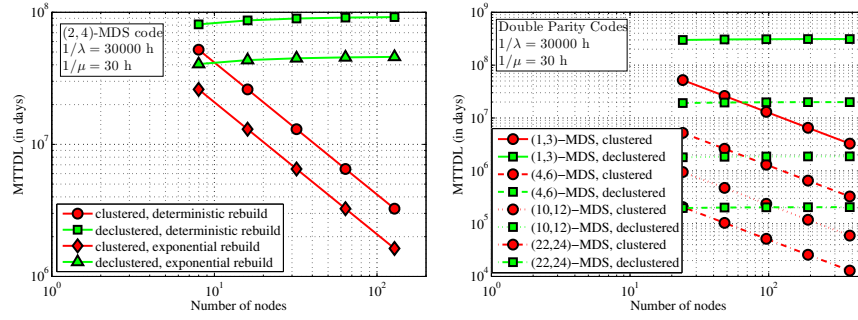 10^8
10^7
10^6
MTTDL (in days)
(2, 4)-MDS code
1/λ = 30000 h
1/μ = 30 h
clustered, deterministic rebuild
declustered, deterministic rebuild
clustered, exponential rebuild
declustered, exponential rebuild
10^0
10^1
10^2
Number of nodes
10^9
10^8
10^7
10^6
10^5
10^4
MTTDL (in days)
Double Parity Codes
1/λ = 30000 h
1/μ = 30 h
(1,3)−MDS, clustered
(1,3)−MDS, declustered
(4,6)−MDS, clustered
(4,6)−MDS, declustered
(10,12)−MDS, clustered
(10,12)−MDS, declustered
(22,24)−MDS, clustered
(22,24)−MDS, declustered
10^0
10^1
10^2
Number of nodes